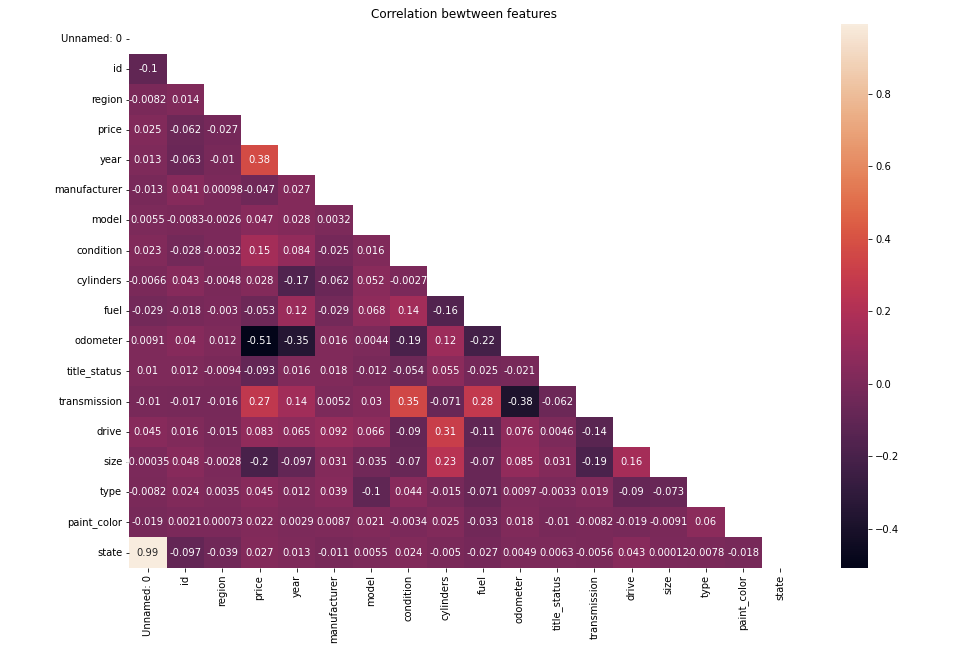 Correlation bewtween features
Unnamed: 0
id -0.1
region -0.0082 0.014
price 0.025 -0.062 -0.027
year 0.013 -0.063 -0.01 0.38
manufacturer -0.013 0.041 0.00098 -0.047 0.027
model 0.0055 -0.0083 -0.0026 0.047 0.028 0.0032
condition 0.023 -0.028 -0.0032 0.15 0.084 -0.025 0.016
cylinders -0.0066 0.043 -0.0048 0.028 -0.17 -0.062 0.052 -0.0027
fuel -0.029 -0.018 -0.003 -0.053 0.12 -0.029 0.068 0.14 -0.16
odometer 0.0091 0.04 0.012 -0.51 -0.35 0.016 0.0044 -0.19 0.12 -0.22
title_status 0.01 0.012 -0.0094 -0.093 0.016 0.018 -0.012 -0.054 0.055 -0.025 -0.021
transmission -0.01 -0.017 -0.016 0.27 0.14 0.0052 0.03 0.35 -0.071 0.28 -0.38 -0.062
drive 0.045 0.016 -0.015 0.083 0.065 0.092 0.066 -0.09 0.31 -0.11 0.076 0.0046 -0.14
size -0.00035 0.048 -0.0028 -0.2 -0.097 0.031 -0.035 -0.07 0.23 -0.07 0.085 0.031 -0.19 0.16
type -0.0082 0.024 0.0035 0.045 0.012 0.039 -0.1 0.044 -0.015 -0.071 0.0097 -0.0033 0.019 -0.09 -0.073
paint_color -0.019 0.0021 0.00073 0.022 0.0029 0.0087 0.021 -0.0034 0.025 -0.033 0.018 -0.01 -0.0082 -0.019 -0.0091 0.06
state 0.99 -0.097 -0.039 0.027 0.013 -0.011 0.0055 0.024 -0.005 -0.027 0.0049 0.0063 -0.0056 0.043 0.00012 -0.0078 -0.018
Unnamed: 0 id region price year manufacturer model condition cylinders fuel odometer title_status transmission drive size type paint_color state
0.8
0.6
0.4
0.2
0.0
−0.2
−0.4